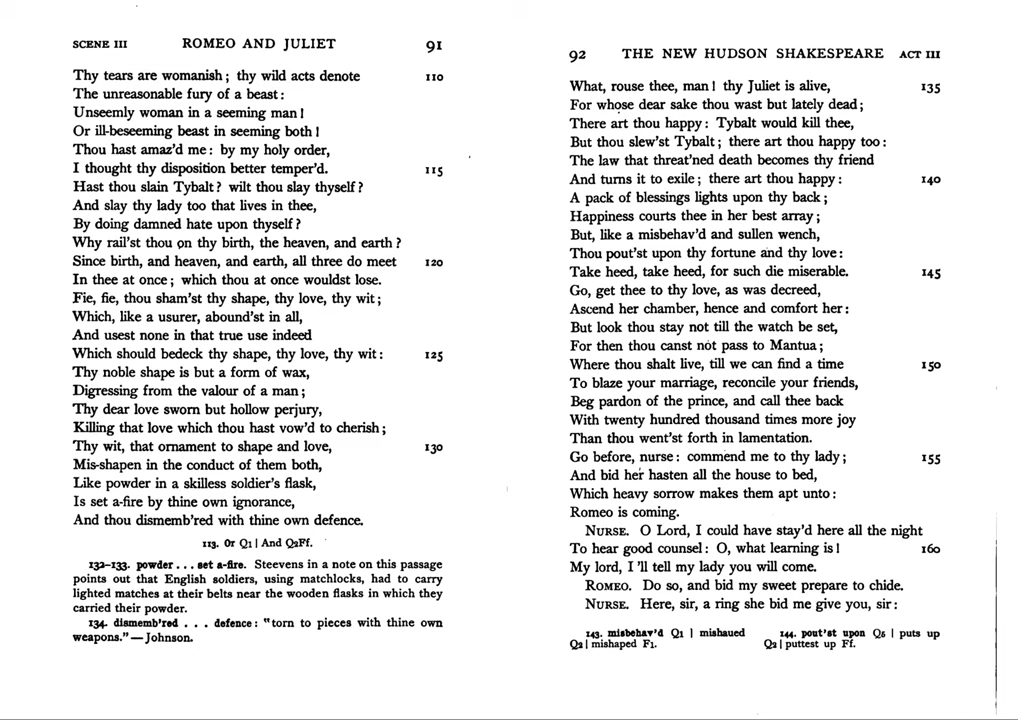 SCENE III ROMEO AND JULIET 91
Thy tears are womanish; thy wild acts denote 110
The unreasonable fury of a beast:
Unseemly woman in a seeming man!
Or ill-beseeming beast in seeming both!
Thou hast amaz'd me: by my holy order,
I thought thy disposition better temper'd. 115
Hast thou slain Tybalt? wilt thou slay thyself?
And slay thy lady too that lives in thee,
By doing damned hate upon thyself?
Why rail'st thou on thy birth, the heaven, and earth?
Since birth, and heaven, and earth, all three do meet 120
In thee at once; which thou at once wouldst lose.
Fie, fie, thou sham'st thy shape, thy love, thy wit;
Which, like a usurer, abound'st in all,
And usest none in that true use indeed
Which should bedeck thy shape, thy love, thy wit: 125
Thy noble shape is but a form of wax,
Digressing from the valour of a man;
Thy dear love sworn but hollow perjury,
Killing that love which thou hast vow'd to cherish;
Thy wit, that ornament to shape and love, 130
Mis-shapen in the conduct of them both,
Like powder in a skilless soldier's flask,
Is set a-fire by thine own ignorance,
And thou dismemb'red with thine own defence.
113. Or Q1 | And Q2Ff.
132–133. powder . . . set a-fire. Steevens in a note on this passage
points out that English soldiers, using matchlocks, had to carry
lighted matches at their belts near the wooden flasks in which they
carried their powder.
134. dismemb'red . . . defence: "torn to pieces with thine own
weapons." — Johnson.
92 THE NEW HUDSON SHAKESPEARE ACT III
What, rouse thee, man! thy Juliet is alive, 135
For whose dear sake thou wast but lately dead;
There art thou happy: Tybalt would kill thee,
But thou slew'st Tybalt; there art thou happy too:
The law that threat'ned death becomes thy friend
And turns it to exile; there art thou happy: 140
A pack of blessings lights upon thy back;
Happiness courts thee in her best array;
But, like a misbehav'd and sullen wench,
Thou pout'st upon thy fortune and thy love:
Take heed, take heed, for such die miserable. 145
Go, get thee to thy love, as was decreed,
Ascend her chamber, hence and comfort her:
But look thou stay not till the watch be set,
For then thou canst not pass to Mantua;
Where thou shalt live, till we can find a time 150
To blaze your marriage, reconcile your friends,
Beg pardon of the prince, and call thee back
With twenty hundred thousand times more joy
Than thou went'st forth in lamentation.
Go before, nurse: commend me to thy lady; 155
And bid her hasten all the house to bed,
Which heavy sorrow makes them apt unto:
Romeo is coming.
NURSE. O Lord, I could have stay'd here all the night
To hear good counsel: O, what learning is! 160
My lord, I 'll tell my lady you will come.
ROMEO. Do so, and bid my sweet prepare to chide.
NURSE. Here, sir, a ring she bid me give you, sir:
143. misbehav'd Q1 | mishaued 144. pout'st upon Q5 | puts up
Q2 | mishaped F1. Q2 | puttest up Ff.